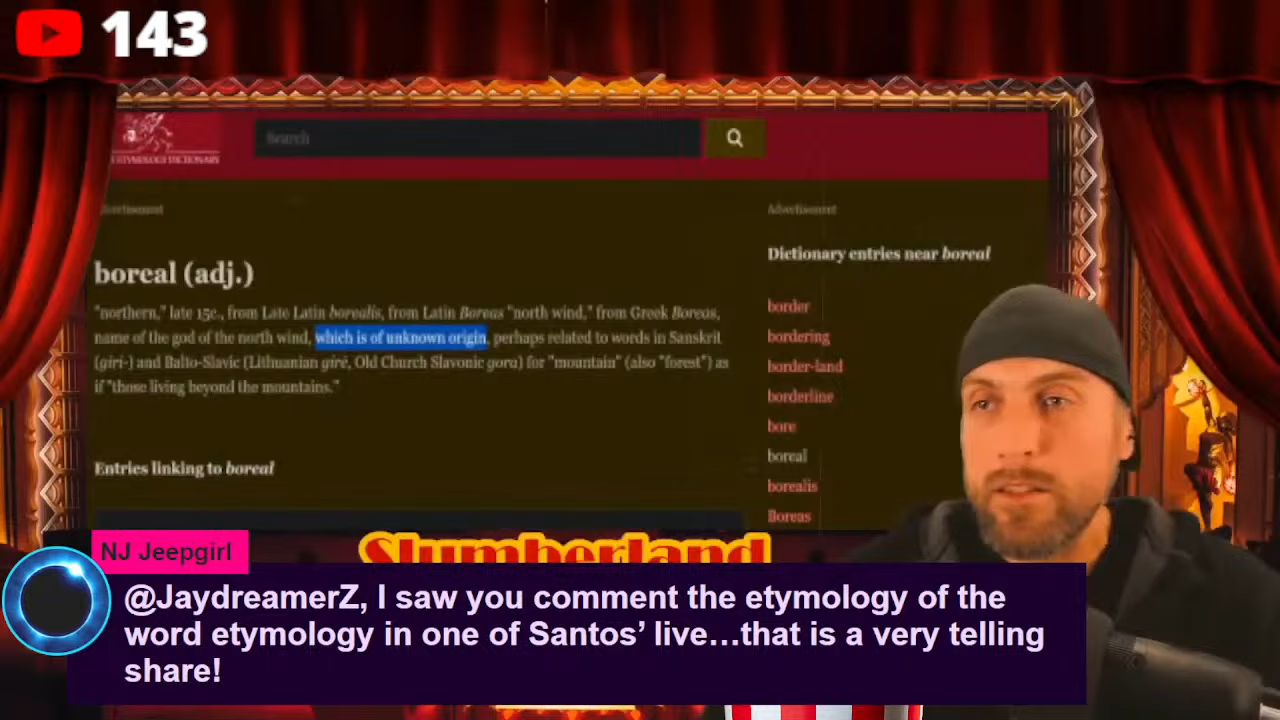 143
ETYMOLOGY DICTIONARY
Search
Advertisement
Advertisement
boreal (adj.)
"northern," late 15c., from Late Latin borealis, from Latin Boreas "north wind," from Greek Boreas,
name of the god of the north wind, which is of unknown origin, perhaps related to words in Sanskrit
(giri-) and Balto-Slavic (Lithuanian girė, Old Church Slavonic gora) for "mountain" (also "forest") as
if "those living beyond the mountains."
Entries linking to boreal
Dictionary entries near boreal
border
bordering
border-land
borderline
bore
boreal
borealis
Boreas
Slumberland
NJ Jeepgirl
@JaydreamerZ, I saw you comment the etymology of the
word etymology in one of Santos’ live…that is a very telling
share!